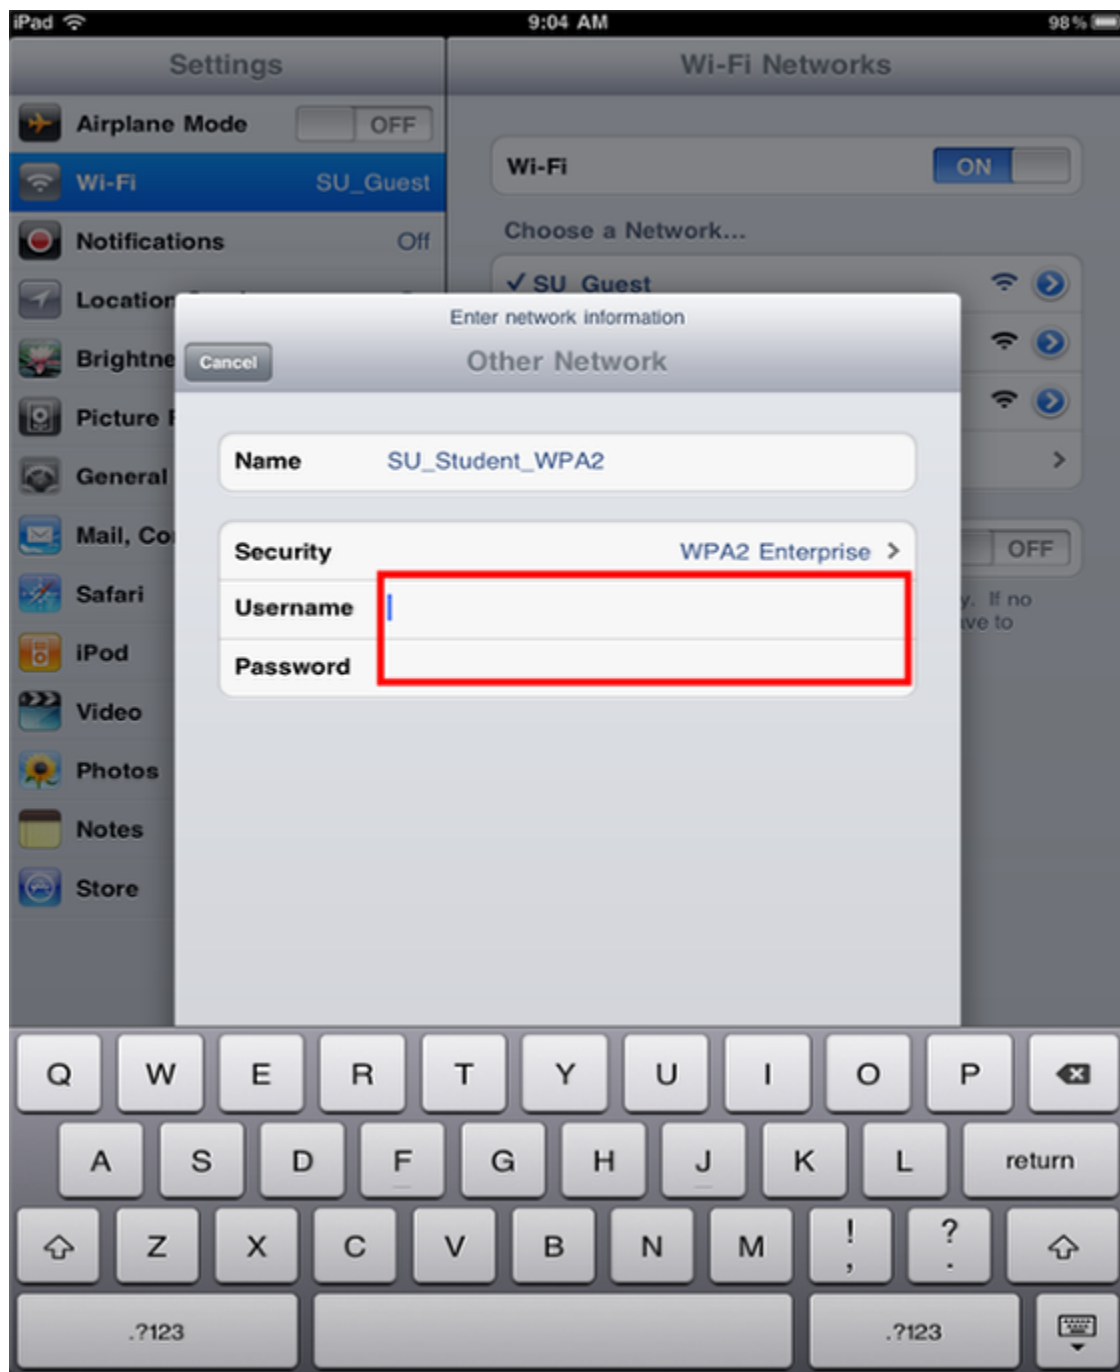 iPad 9:04 AM 98%
Settings
Wi-Fi Networks
Airplane Mode OFF
Wi-Fi SU_Guest
Notifications Off
Location
Brightne
Picture
General
Mail, Co
Safari
iPod
Video
Photos
Notes
Store
Wi-Fi ON
Choose a Network...
✓ SU_Guest
OFF
y. If no
ve to
Enter network information
Cancel Other Network
Name SU_Student_WPA2
Security WPA2 Enterprise >
Username
Password
Q W E R T Y U I O P
A S D F G H J K L return
Z X C V B N M ! , ? .
.?123 .?123